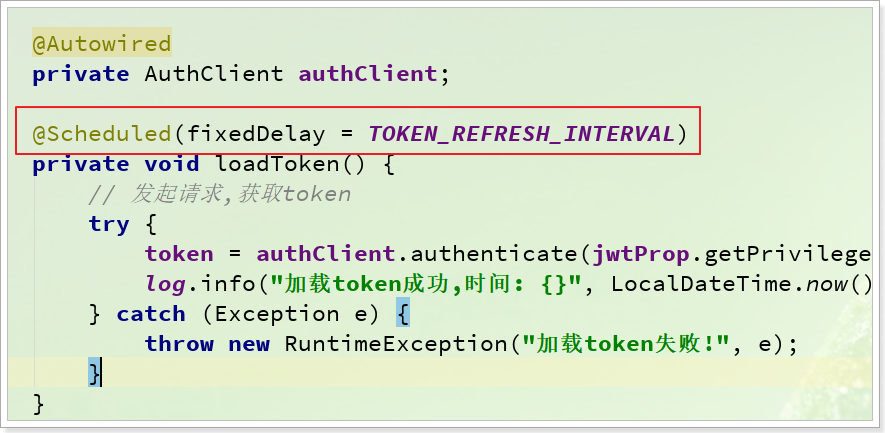 @Autowired
private AuthClient authClient;
@Scheduled(fixedDelay = TOKEN_REFRESH_INTERVAL)
private void loadToken() {
// 发起请求,获取token
try {
token = authClient.authenticate(jwtProp.getPrivilege
log.info("加载token成功,时间: {}", LocalDateTime.now()
} catch (Exception e) {
throw new RuntimeException("加载token失败!", e);
}
}